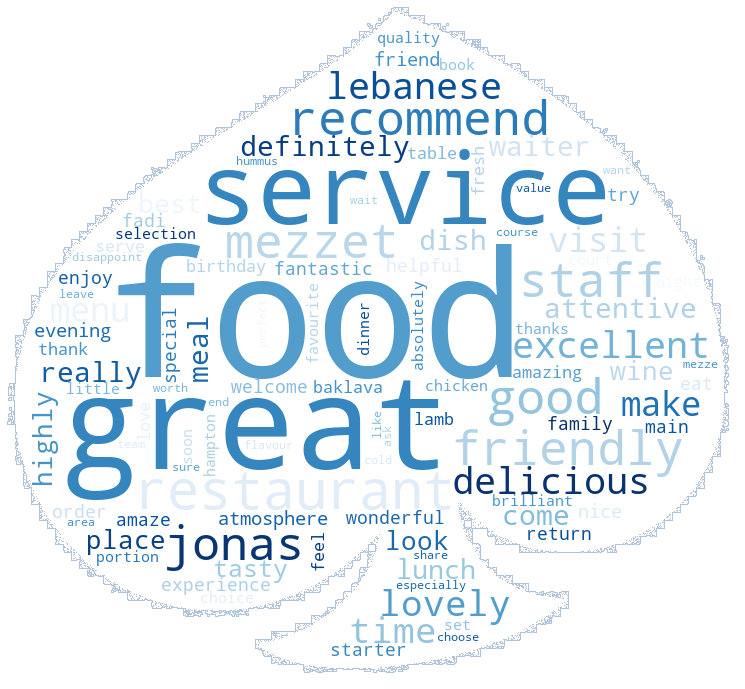 quality
friend
book
lebanese
recommend
definitely
table
waiter
hummus
fresh
service
value
want
try
wait
best
fadi
selection
serve
mezzet
dish
course
visit
disappoint
birthday
fantastic
helpful
court
food
staff
night
enjoy
leave
menu
special
perfect
favourite
dinner
absolutely
attentive
evening
thank
meal
thanks
excellent
really
amazing
mezze
little
worth
welcome
baklava
chicken
wine
eat
great
end
good
make
highly
love
soon
hampton
like
ask
lamb
family
main
team
flavour
friendly
sure
cold
restaurant
delicious
order
area
amaze
atmosphere
wonderful
brilliant
come
nice
place
jonas
feel
look
return
portion
share
tasty
lunch
experience
especially
choice
lovely
time
set
choose
starter